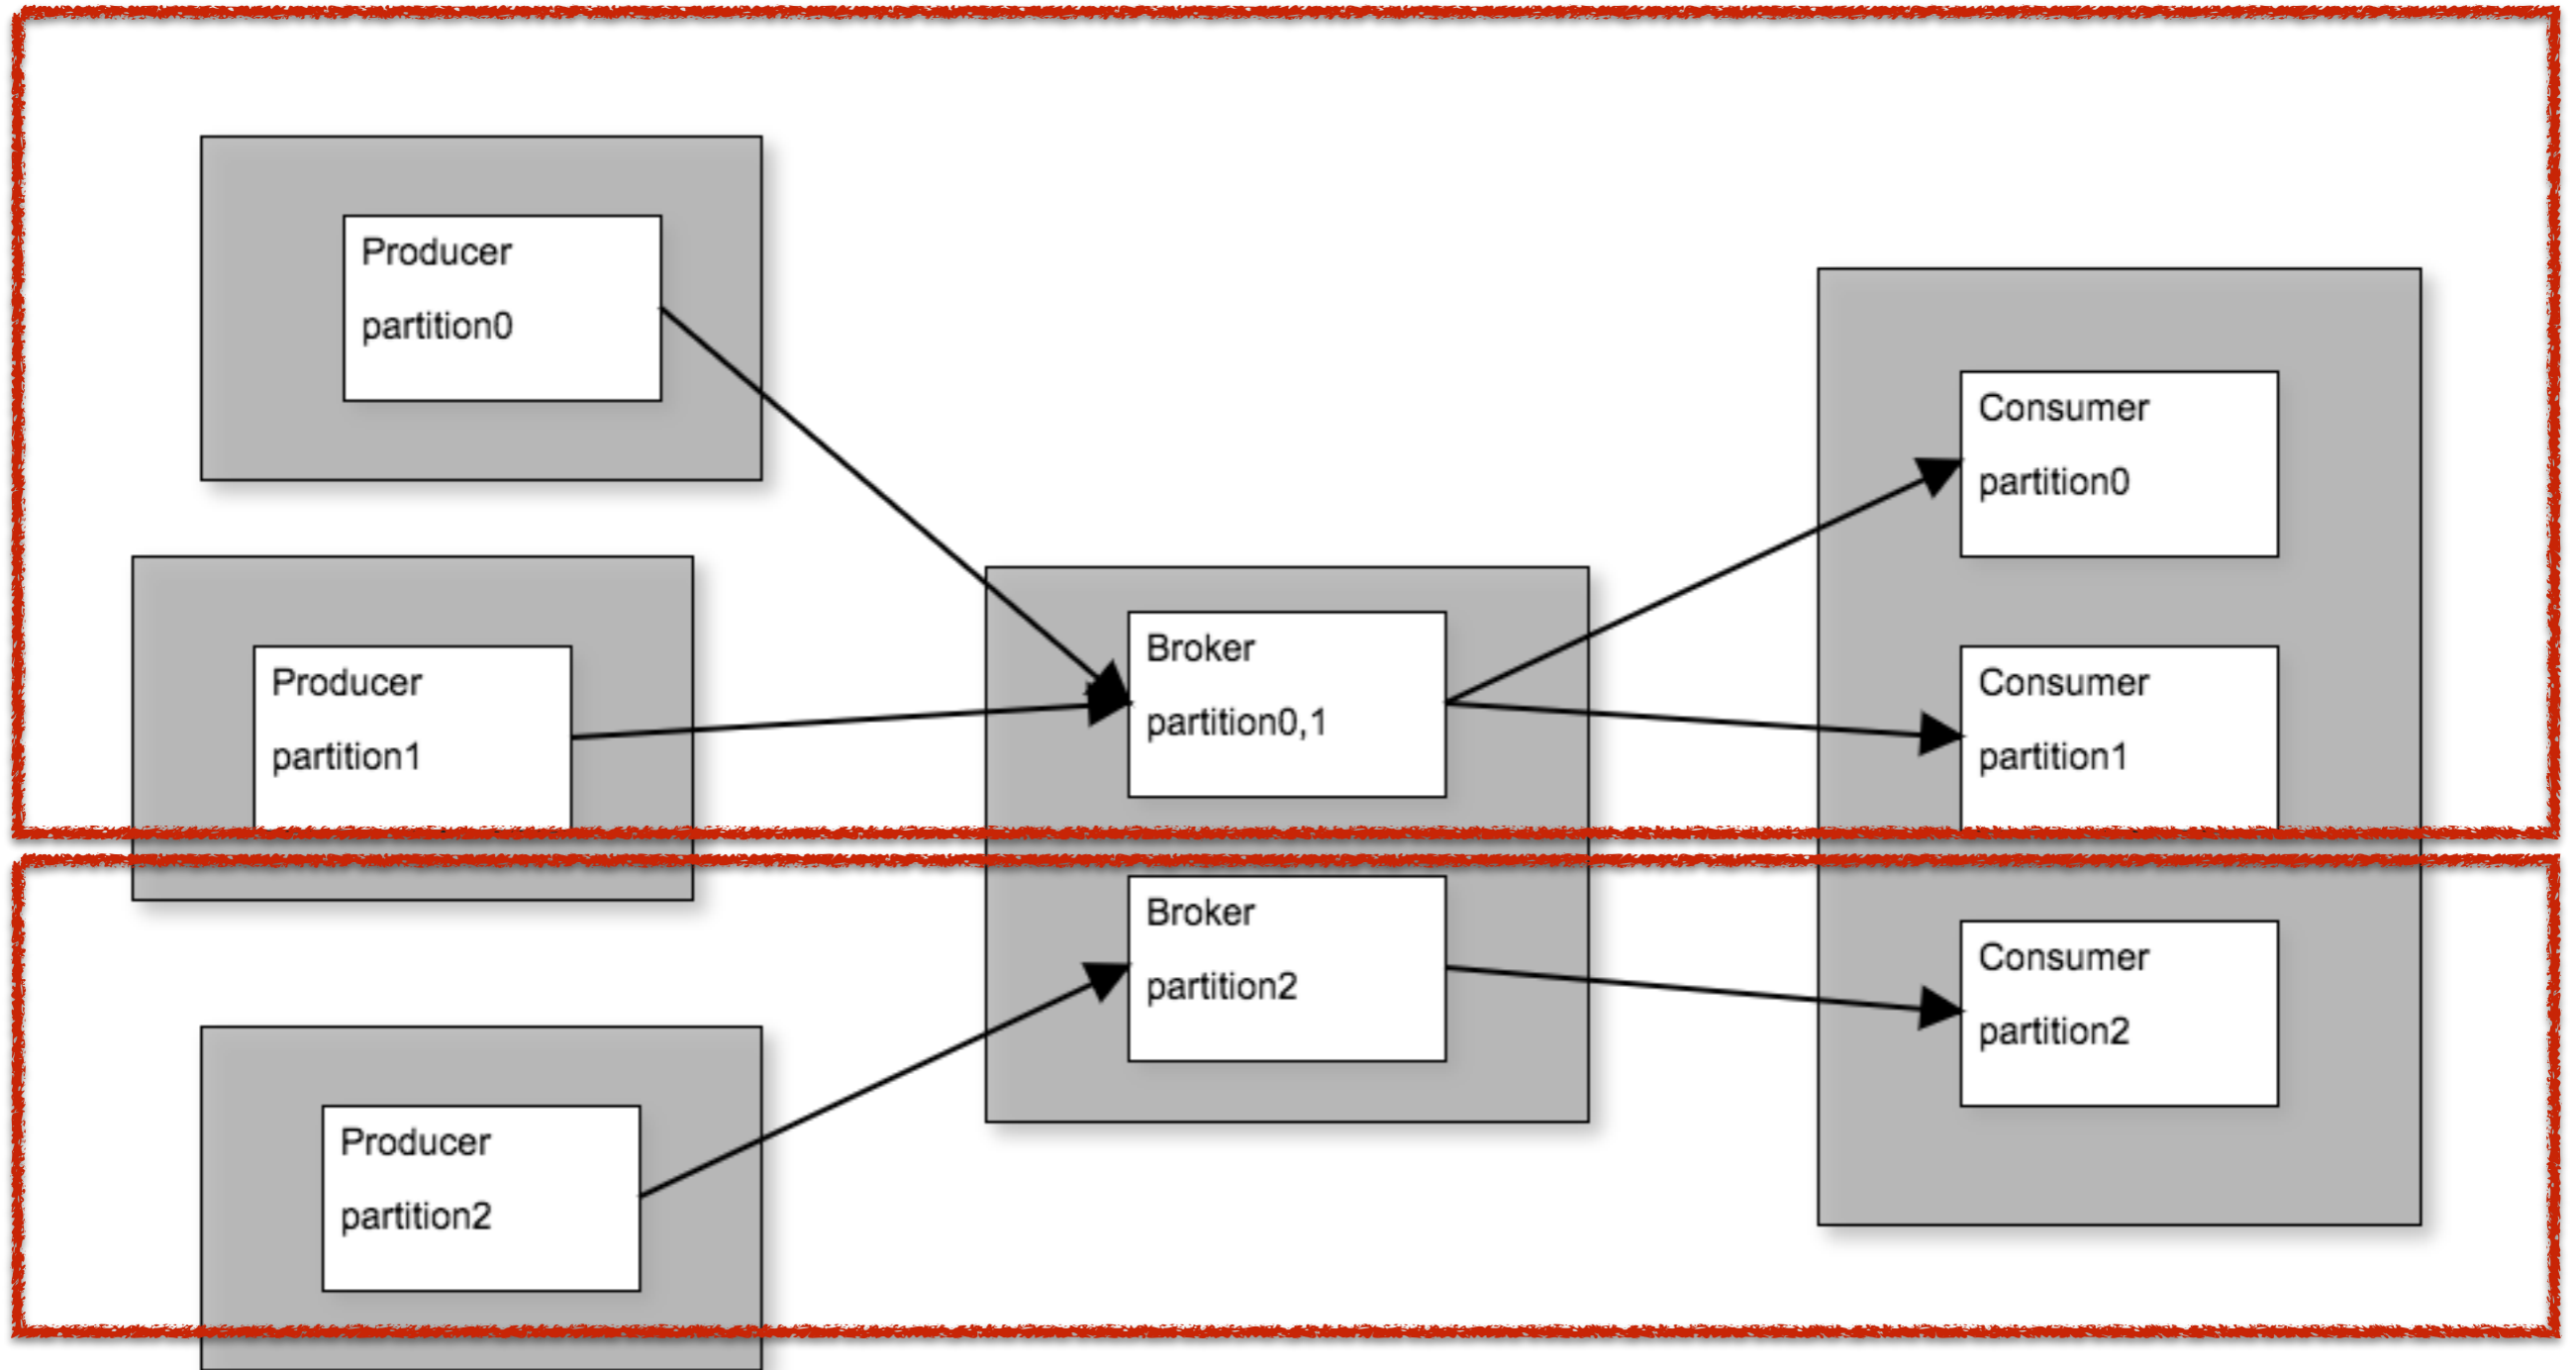 Producer
partition0
Producer
partition1
Broker
partition0,1
Consumer
partition0
Consumer
partition1
Producer
partition2
Broker
partition2
Consumer
partition2